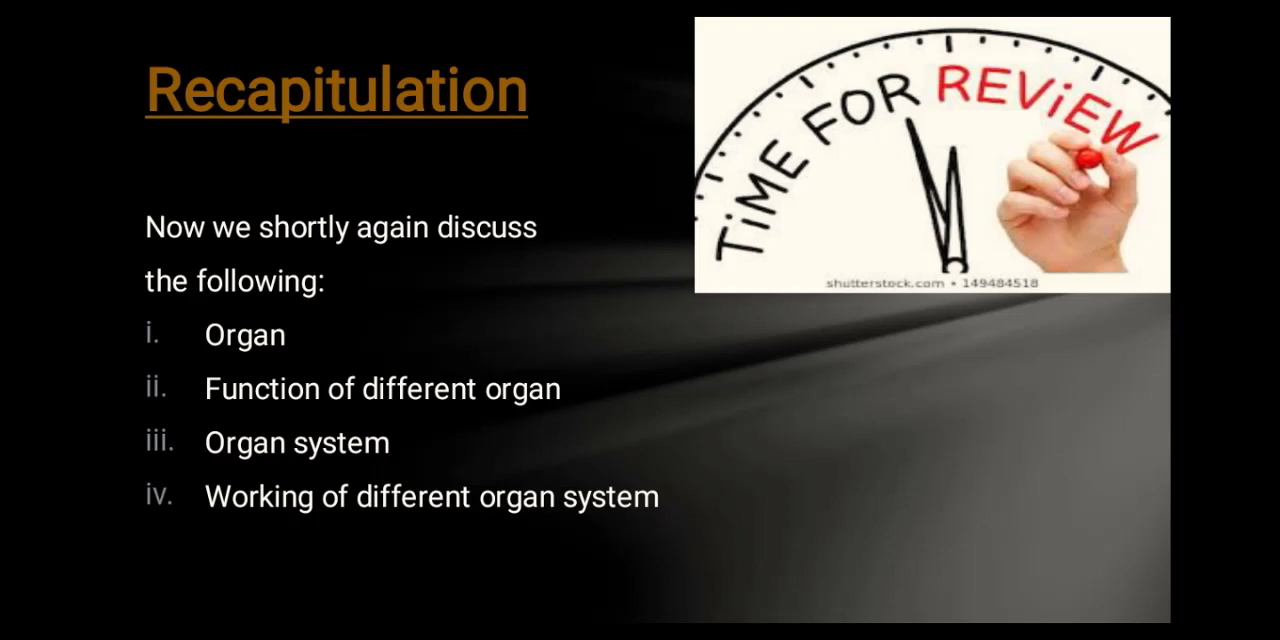 Recapitulation
TiME FOR REViEW
shutterstock.com • 149484518
Now we shortly again discuss
the following:
i. Organ
ii. Function of different organ
iii. Organ system
iv. Working of different organ system